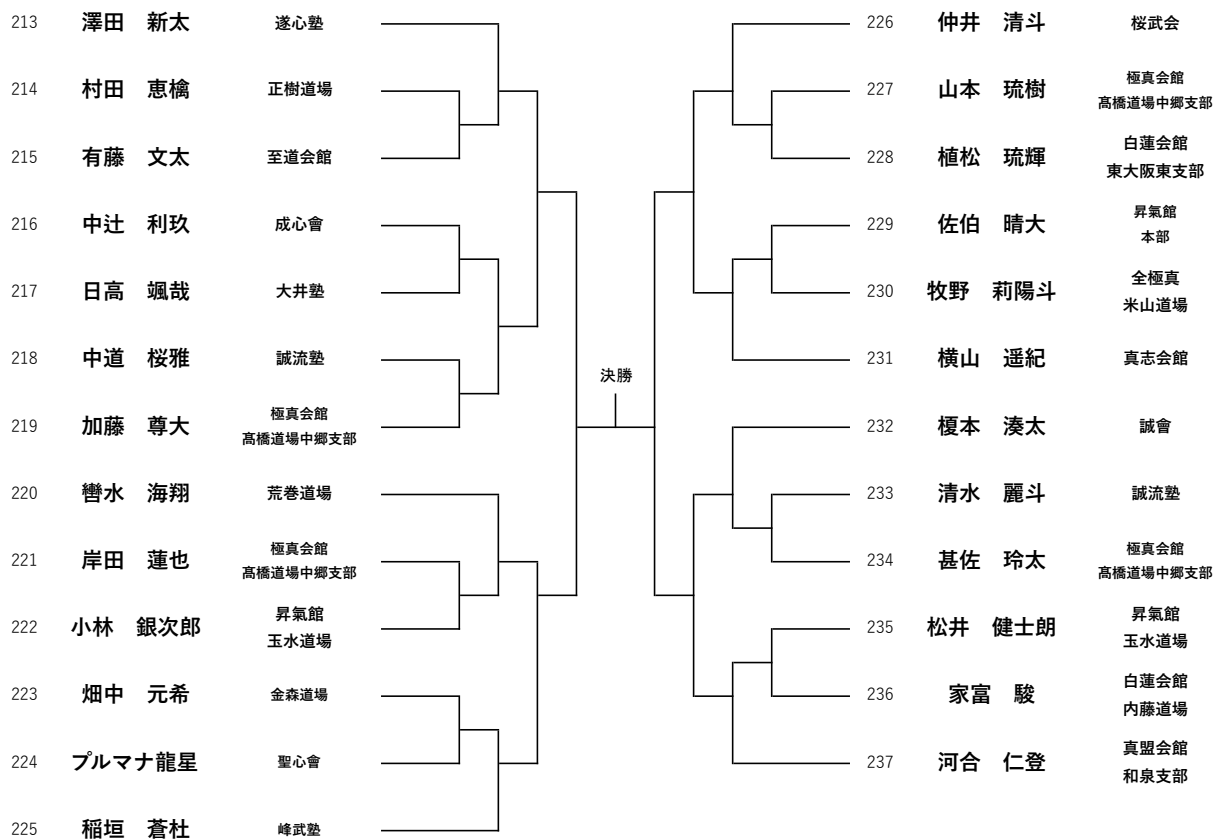 213 澤田　新太 遂心塾
214 村田　恵檎 正樹道場
215 有藤　文太 至道会館
216 中辻　利玖 成心會
217 日高　颯哉 大井塾
218 中道　桜雅 誠流塾
219 加藤　尊大 極真会館
髙橋道場中郷支部
220 轡水　海翔 荒巻道場
221 岸田　蓮也 極真会館
髙橋道場中郷支部
222 小林　銀次郎 昇氣館
玉水道場
223 畑中　元希 金森道場
224 プルマナ龍星 聖心會
225 稲垣　蒼杜 峰武塾
決勝
226 仲井　清斗 桜武会
227 山本　琉樹 極真会館
髙橋道場中郷支部
228 植松　琉輝 白蓮会館
東大阪東支部
229 佐伯　晴大 昇氣館
本部
230 牧野　莉陽斗 全極真
米山道場
231 横山　遥紀 真志会館
232 榎本　湊太 誠會
233 清水　麗斗 誠流塾
234 甚佐　玲太 極真会館
髙橋道場中郷支部
235 松井　健士朗 昇氣館
玉水道場
236 家富　駿 白蓮会館
内藤道場
237 河合　仁登 真盟会館
和泉支部